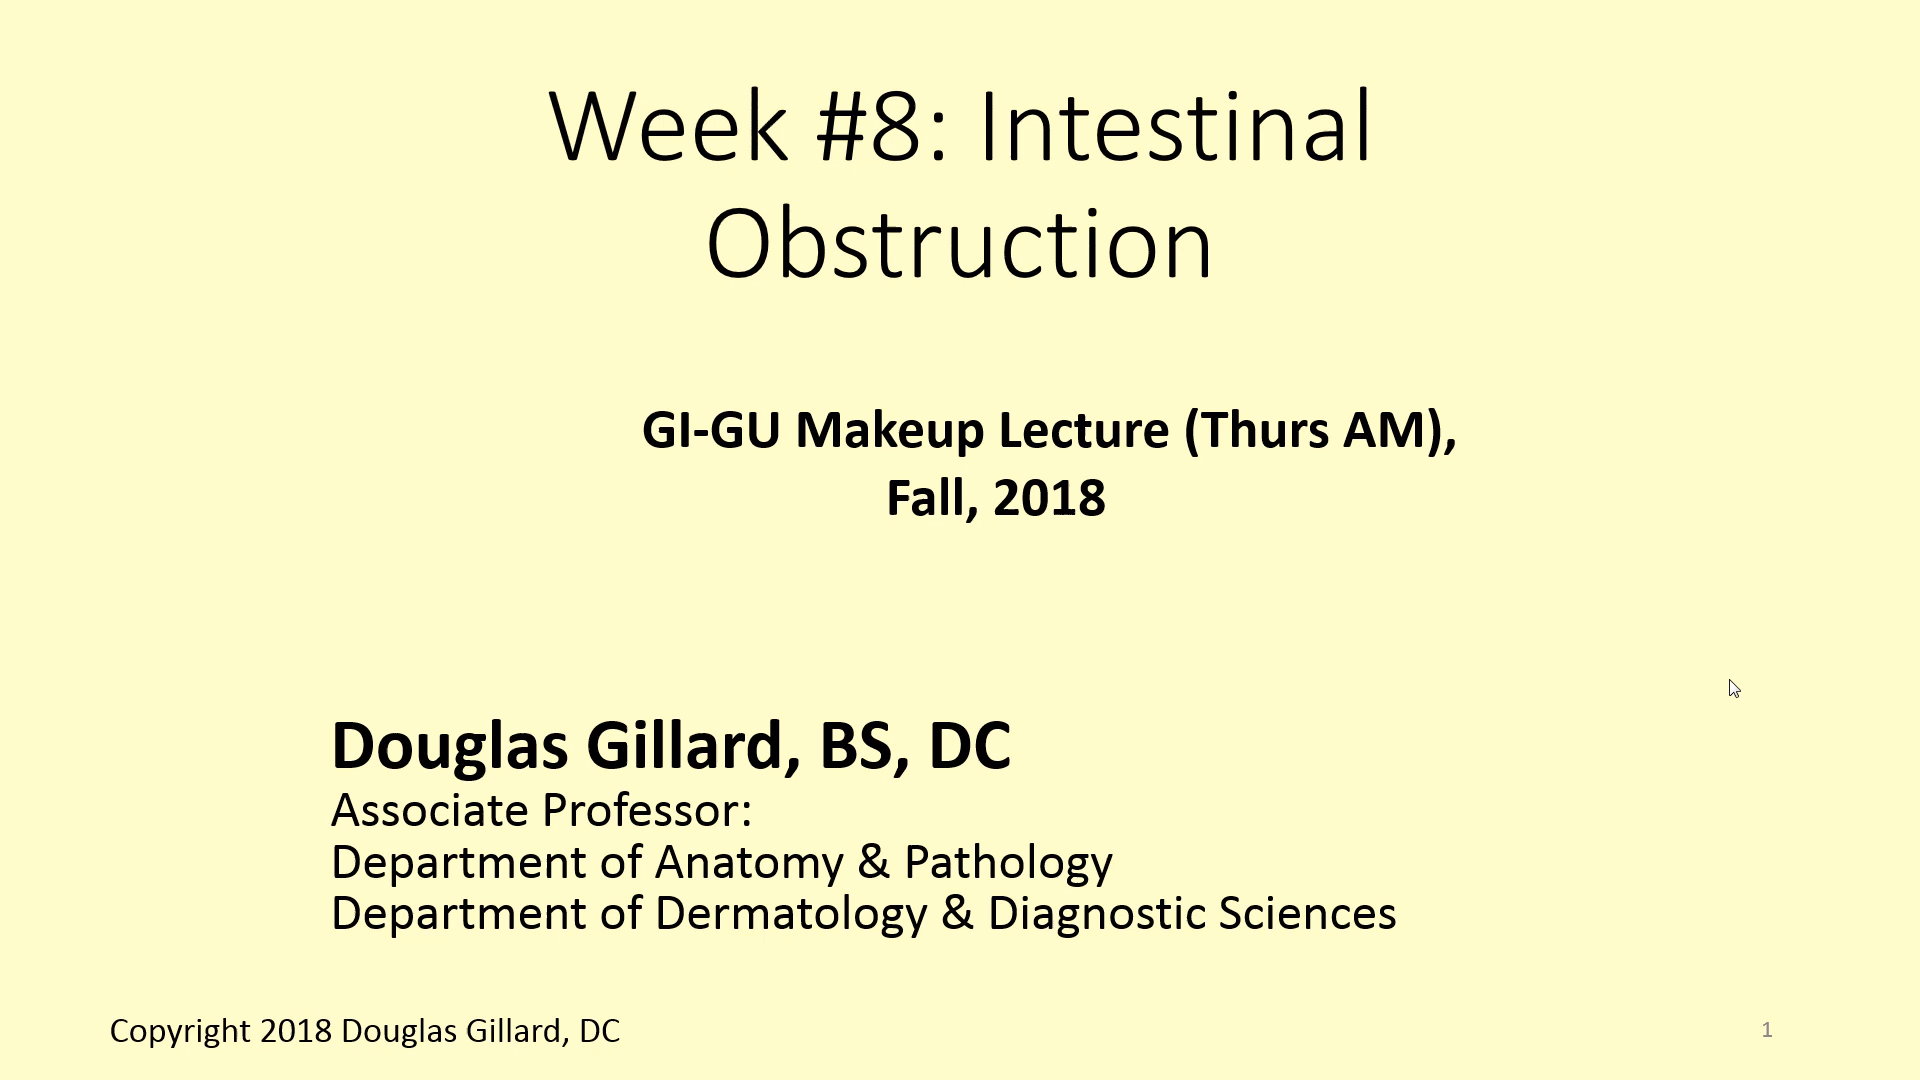 Week #8: Intestinal
Obstruction
GI-GU Makeup Lecture (Thurs AM),
Fall, 2018
Douglas Gillard, BS, DC
Associate Professor:
Department of Anatomy & Pathology
Department of Dermatology & Diagnostic Sciences
Copyright 2018 Douglas Gillard, DC
1